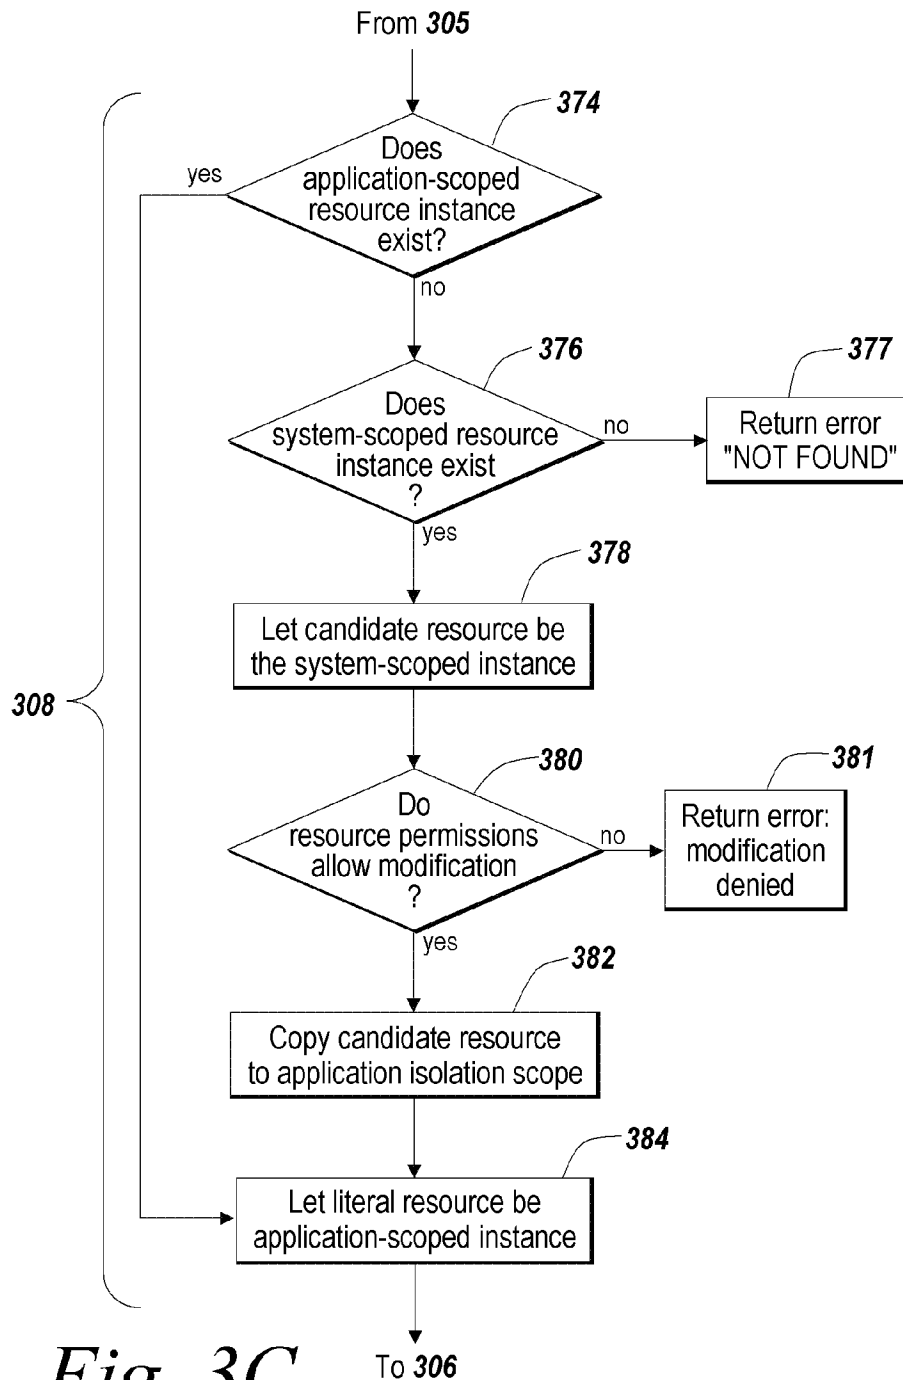 From 305
374
Does
application-scoped
resource instance
exist?
yes
no
376
377
Does
system-scoped resource
instance exist
?
no
Return error
"NOT FOUND"
yes
378
Let candidate resource be
the system-scoped instance
308
380
381
Do
resource permissions
allow modification
?
no
Return error:
modification
denied
yes
382
Copy candidate resource
to application isolation scope
384
Let literal resource be
application-scoped instance
Fig. 3C
To 306